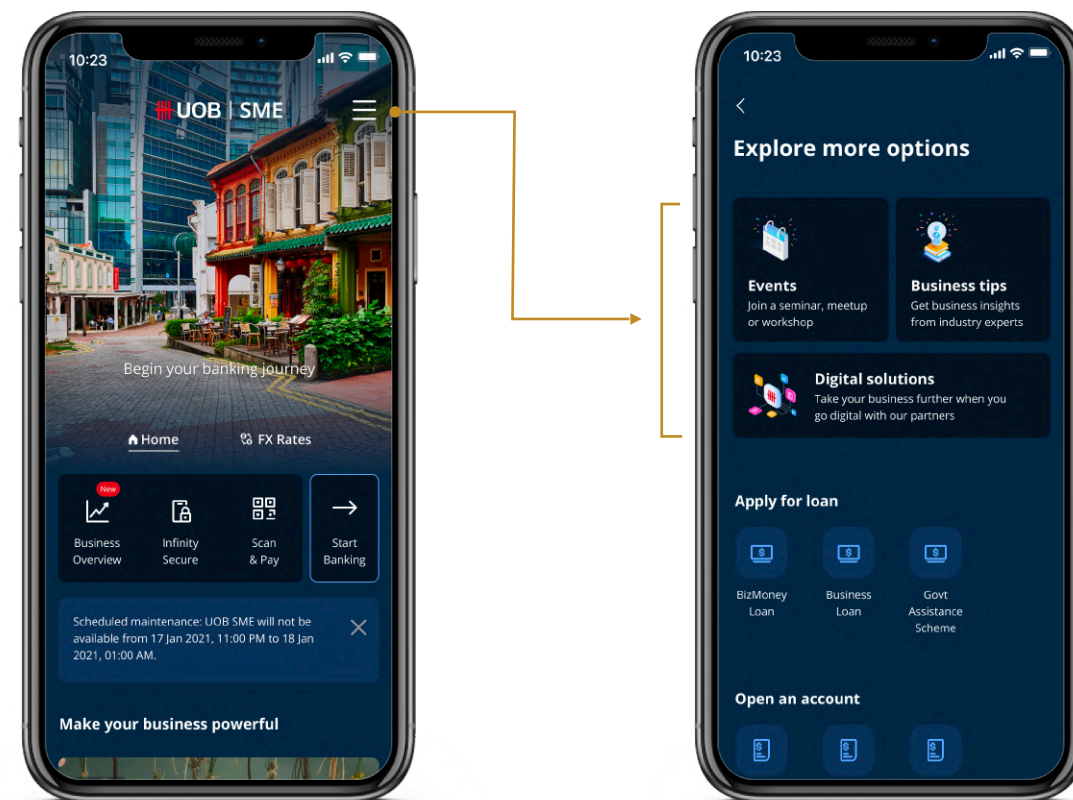 10:23
UOB | SME
Begin your banking journey
Home
FX Rates
New
Business
Overview
Infinity
Secure
Scan
& Pay
Start
Banking
Scheduled maintenance: UOB SME will not be
available from 17 Jan 2021, 11:00 PM to 18 Jan
2021, 01:00 AM.
Make your business powerful
10:23
Explore more options
Events
Join a seminar, meetup
or workshop
Business tips
Get business insights
from industry experts
Digital solutions
Take your business further when you
go digital with our partners
Apply for loan
BizMoney
Loan
Business
Loan
Govt
Assistance
Scheme
Open an account